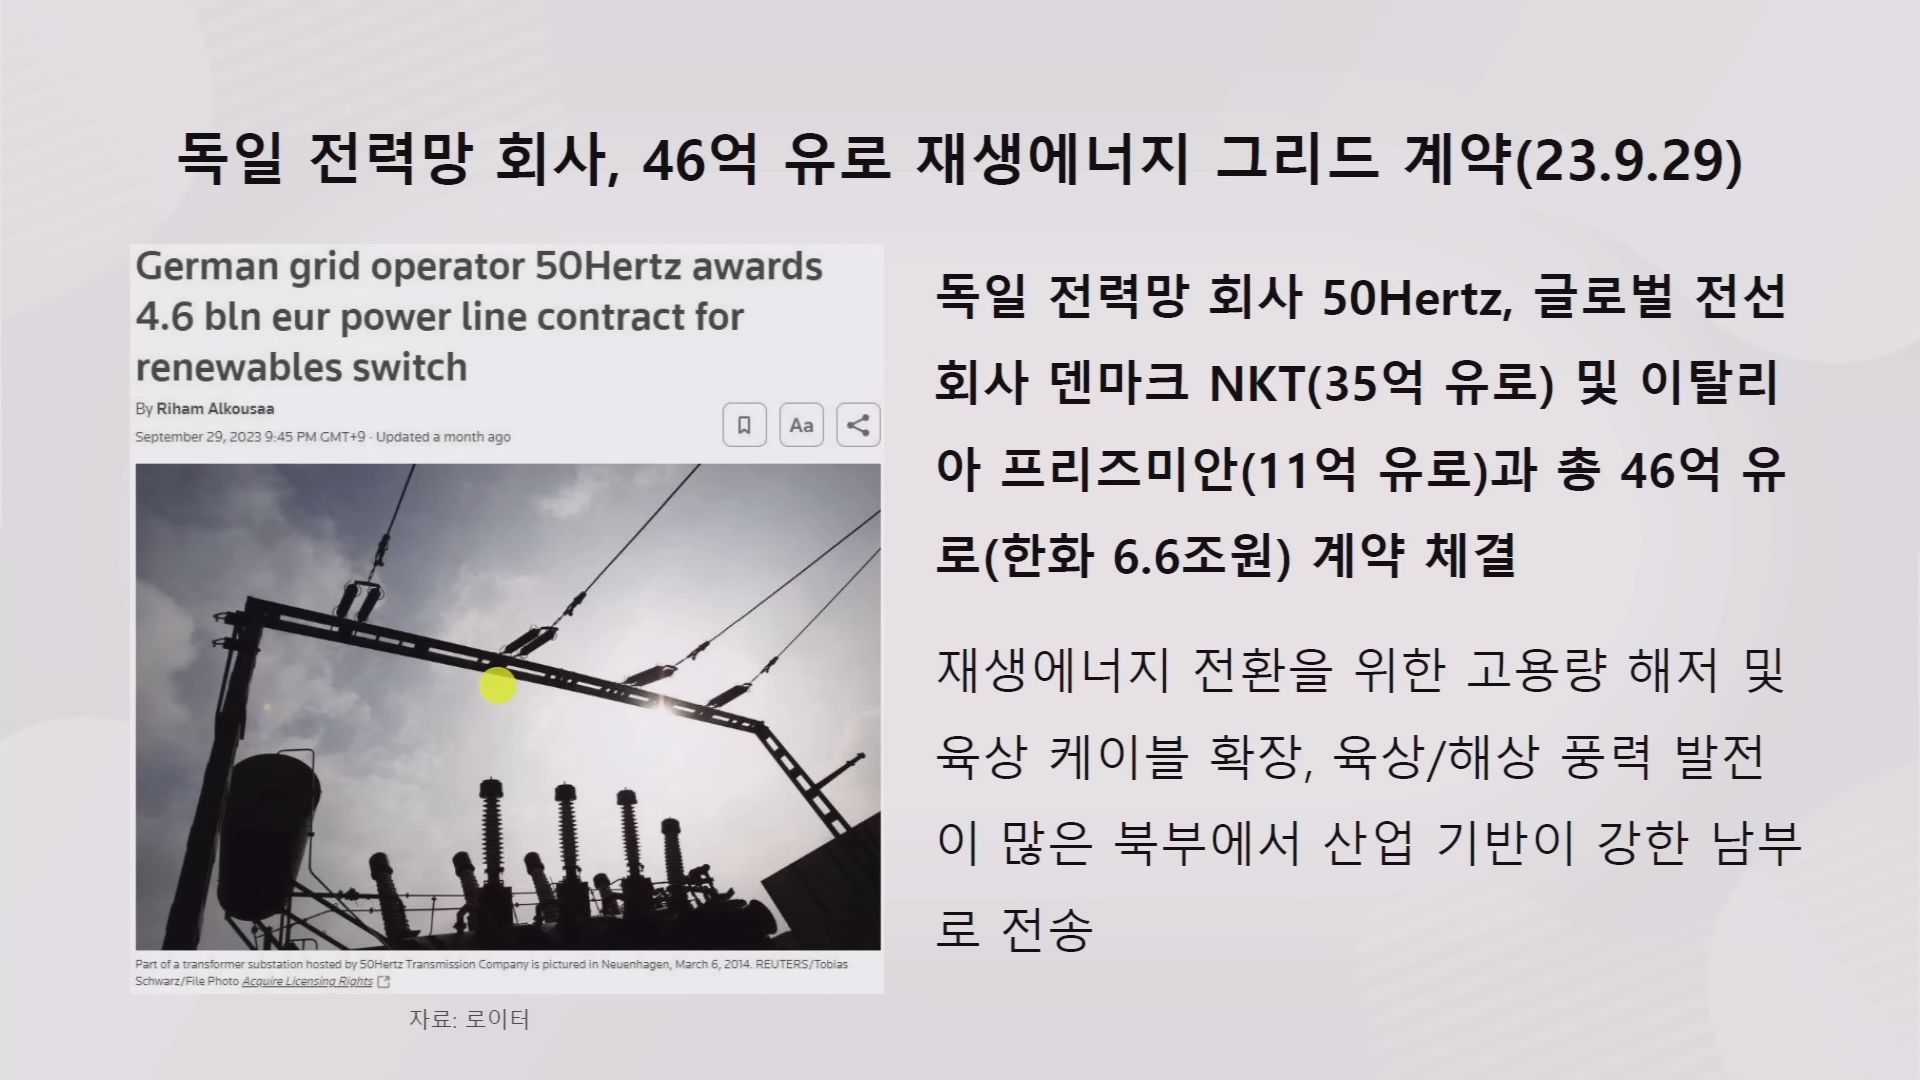 독일 전력망 회사, 46억 유로 재생에너지 그리드 계약(23.9.29)
German grid operator 50Hertz awards
4.6 bln eur power line contract for
renewables switch
By Riham Alkousaa
September 29, 2023 9:45 PM GMT+9 · Updated a month ago
Aa
Part of a transformer substation hosted by 50Hertz Transmission Company is pictured in Neuenhagen, March 6, 2014. REUTERS/Tobias
Schwarz/File Photo Acquire Licensing Rights
자료: 로이터
독일 전력망 회사 50Hertz, 글로벌 전선
회사 덴마크 NKT(35억 유로) 및 이탈리
아 프리즈미안(11억 유로)과 총 46억 유
로(한화 6.6조원) 계약 체결
재생에너지 전환을 위한 고용량 해저 및
육상 케이블 확장, 육상/해상 풍력 발전
이 많은 북부에서 산업 기반이 강한 남부
로 전송